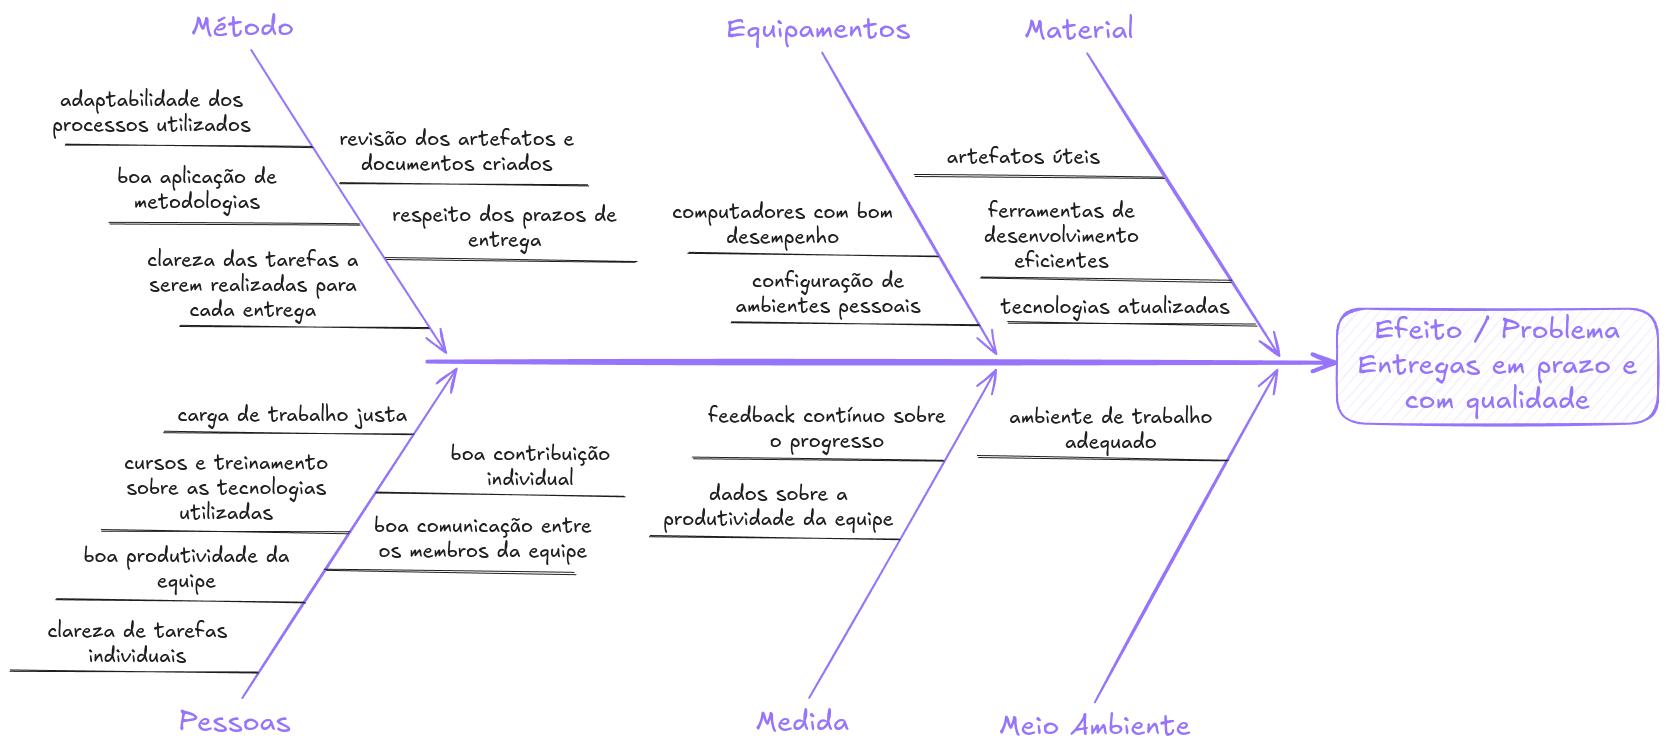 Método
adaptabilidade dos
processos utilizados
boa aplicação de
metodologias
clareza das tarefas a
serem realizadas para
cada entrega
revisão dos artefatos e
documentos criados
respeito dos prazos de
entrega
Equipamentos
computadores com bom
desempenho
configuração de
ambientes pessoais
Material
artefatos úteis
ferramentas de
desenvolvimento
eficientes
tecnologias atualizadas
Efeito / Problema
Entregas em prazo e
com qualidade
carga de trabalho justa
cursos e treinamento
sobre as tecnologias
utilizadas
boa produtividade da
equipe
clareza de tarefas
individuais
boa contribuição
individual
boa comunicação entre
os membros da equipe
Pessoas
feedback contínuo sobre
o progresso
dados sobre a
produtividade da equipe
Medida
ambiente de trabalho
adequado
Meio Ambiente